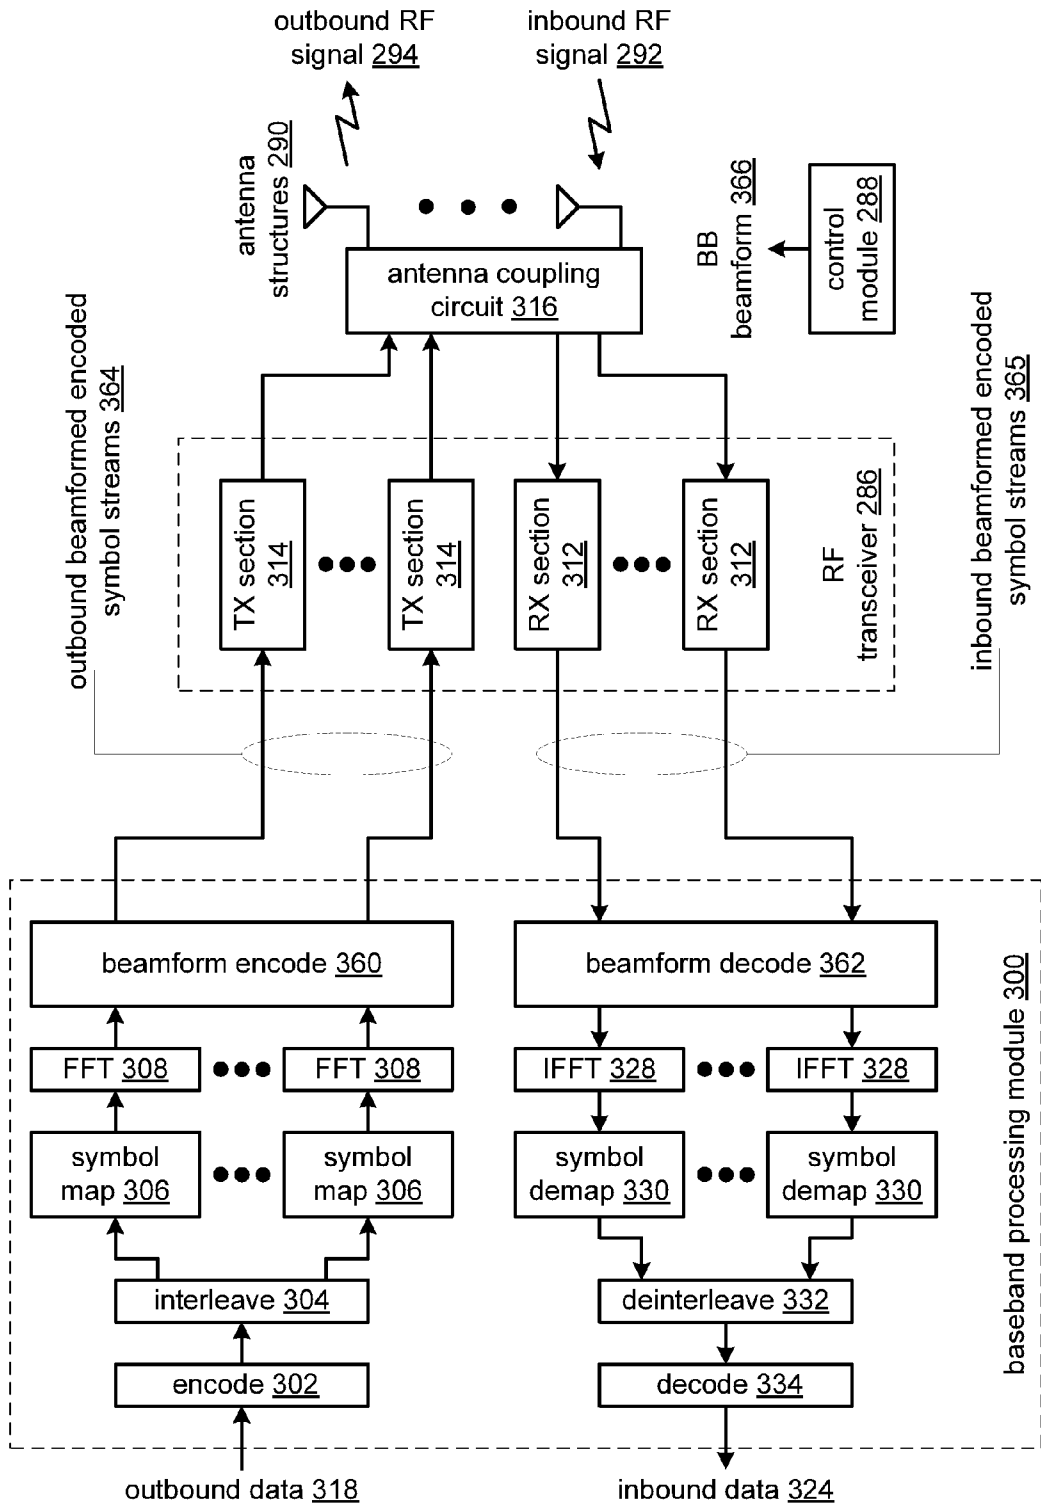 outbound RF
signal 294
inbound RF
signal 292
antenna
structures 290
BB
beamform 366
control
module 288
antenna coupling
circuit 316
outbound beamformed encoded
symbol streams 364
inbound beamformed encoded
symbol streams 365
TX section
314
TX section
314
RX section
312
RX section
312
RF
transceiver 286
beamform encode 360
beamform decode 362
FFT 308
FFT 308
IFFT 328
IFFT 328
symbol
map 306
symbol
map 306
symbol
demap 330
symbol
demap 330
interleave 304
deinterleave 332
encode 302
decode 334
baseband processing module 300
outbound data 318
inbound data 324